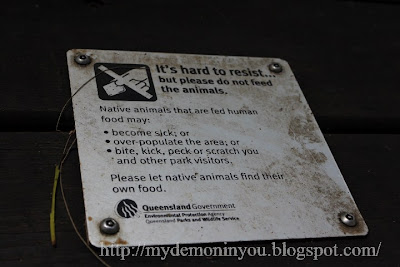 It's hard to resist...
but please do not feed
the animals.
Native animals that are fed human
food may:
• become sick; or
• over-populate the area; or
• bite, kick, peck or scratch you
and other park visitors.
Please let native animals find their
own food.
Queensland Government
Environmental Protection Agency
Queensland Parks and Wildlife Service
http://mydemoninyou.blogspot.com/